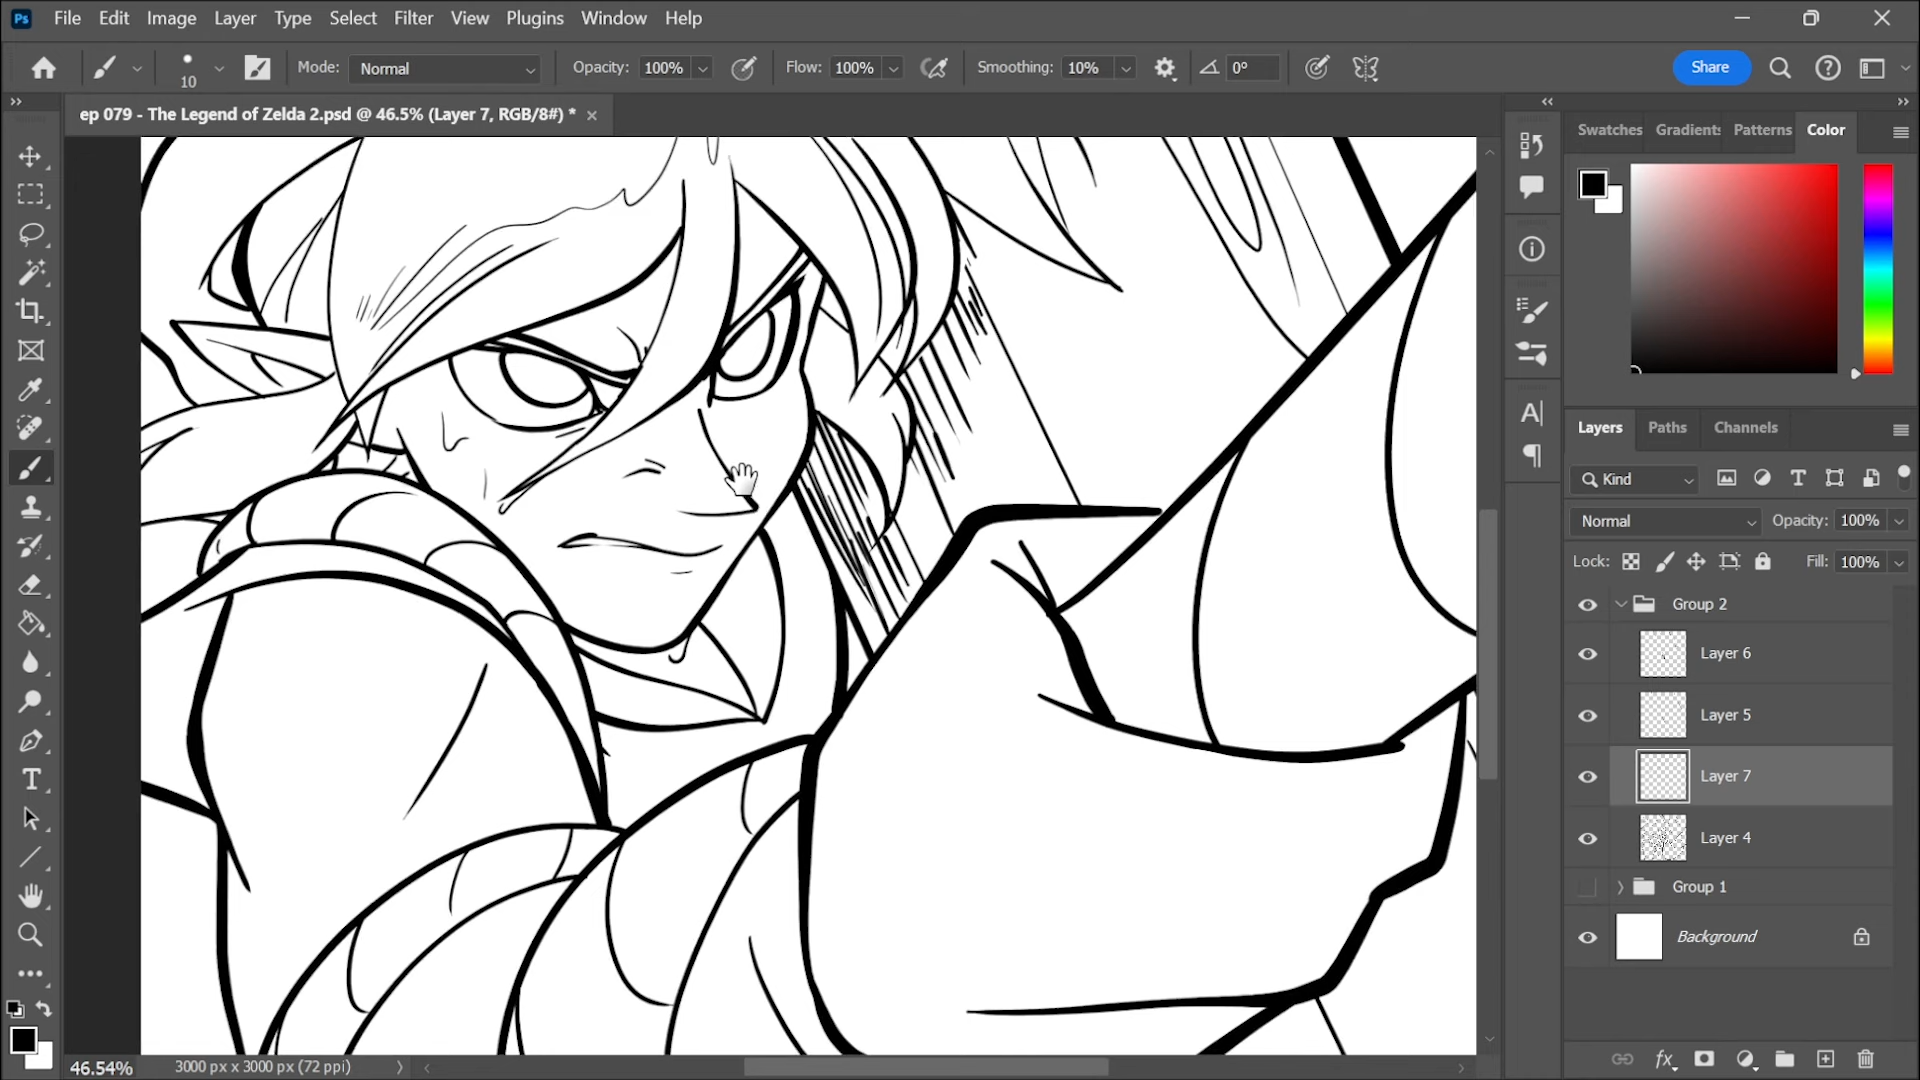 Ps File Edit Image Layer Type Select Filter View Plugins Window Help
10 Mode: Normal Opacity: 100% Flow: 100% Smoothing: 10% 0° Share
ep 079 - The Legend of Zelda 2.psd @ 46.5% (Layer 7, RGB/8#) *
Swatches Gradients Patterns Color
Layers Paths Channels
Kind
Normal Opacity: 100%
Lock: Fill: 100%
Group 2
Layer 6
Layer 5
Layer 7
Layer 4
Group 1
Background
46.54% 3000 px x 3000 px (72 ppi)